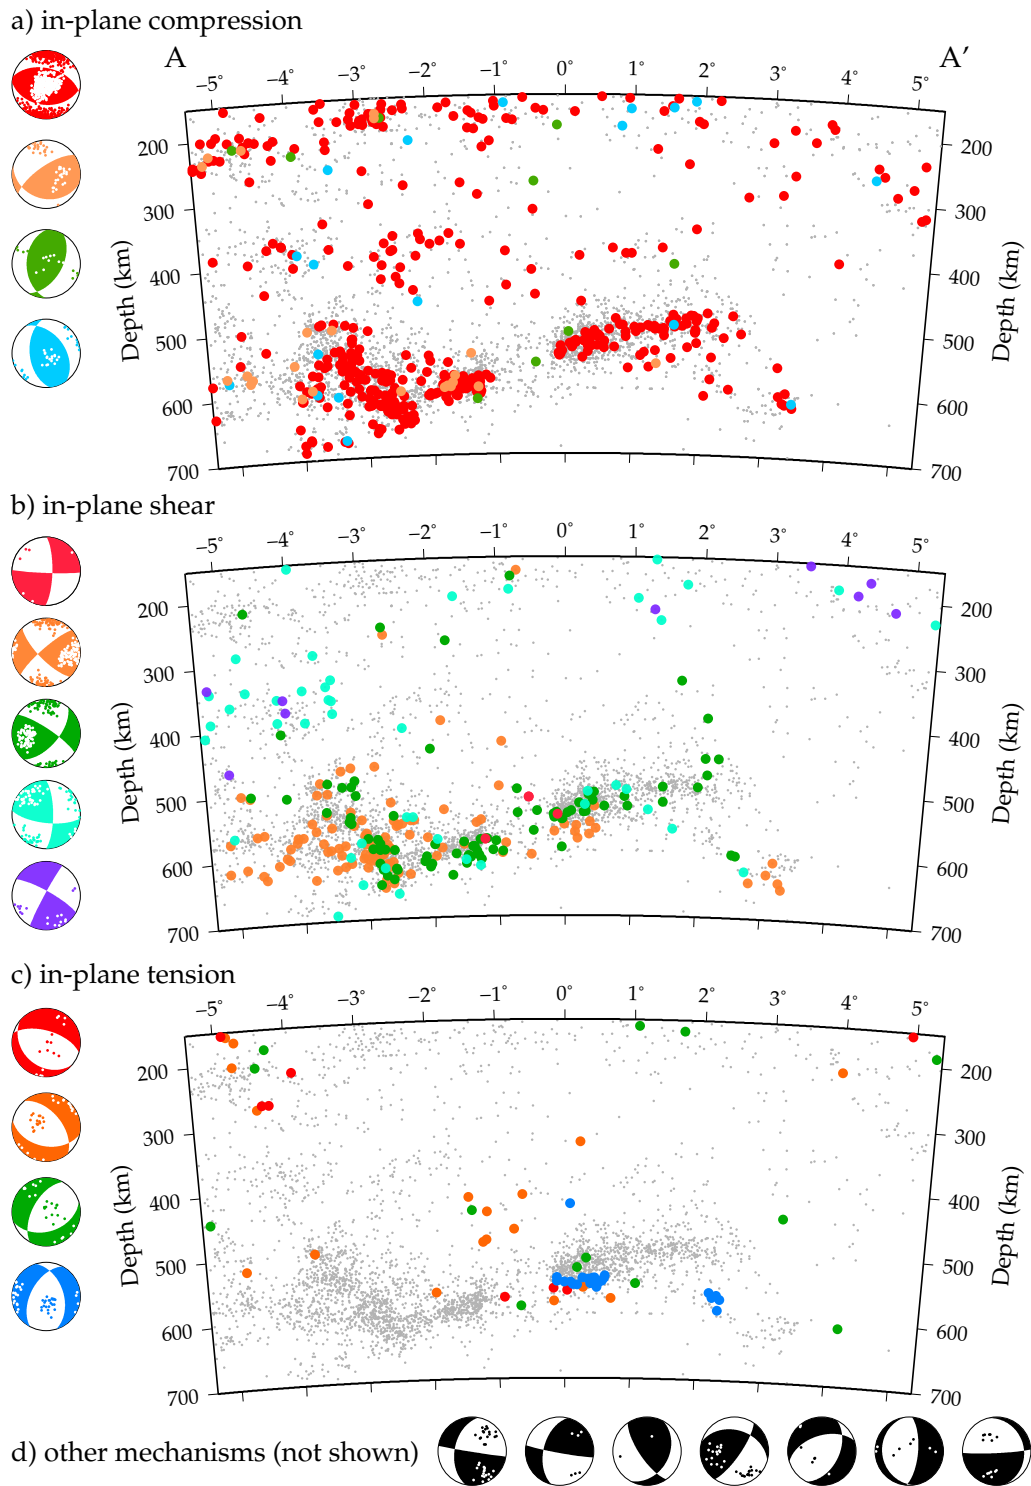 a) in-plane compression
A
A′
−5° −4° −3° −2° −1° 0° 1° 2° 3° 4° 5°
200 200
300 300
400 400
500 500
600 600
700 700
Depth (km)
Depth (km)
b) in-plane shear
−5° −4° −3° −2° −1° 0° 1° 2° 3° 4° 5°
200 200
300 300
400 400
500 500
600 600
700 700
Depth (km)
Depth (km)
c) in-plane tension
−5° −4° −3° −2° −1° 0° 1° 2° 3° 4° 5°
200 200
300 300
400 400
500 500
600 600
700 700
Depth (km)
Depth (km)
d) other mechanisms (not shown)